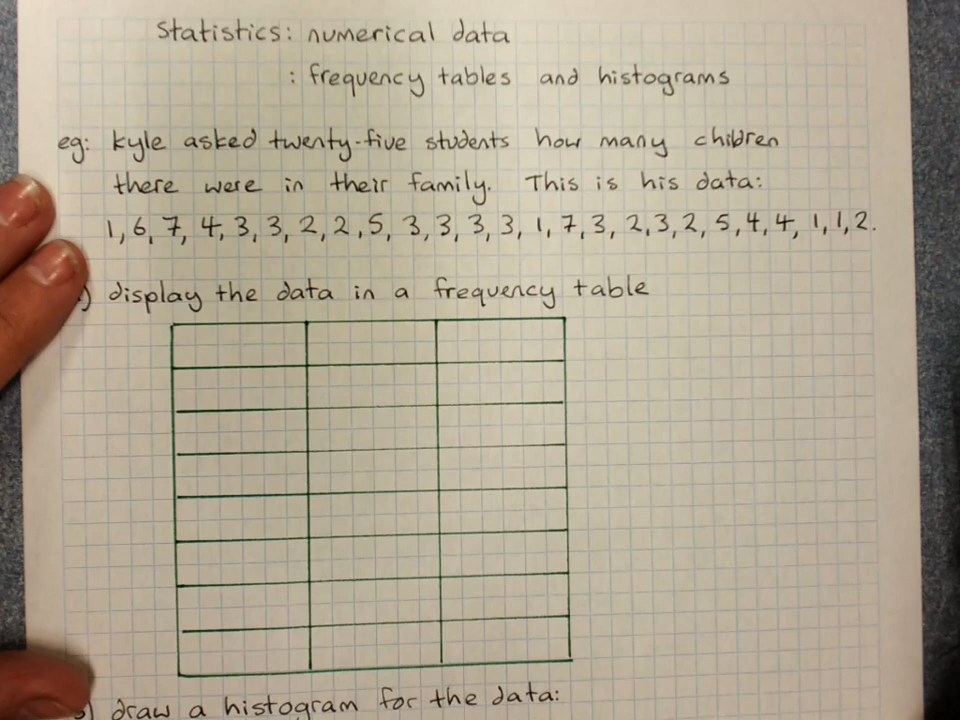 Statistics: numerical data
: frequency tables and histograms
eg: Kyle asked twenty-five students how many children
there were in their family. This is his data:
1, 6, 7, 4, 3, 3, 2, 2, 5, 3, 3, 3, 3, 1, 7, 3, 2, 3, 2, 5, 4, 4, 1, 1, 2.
) display the data in a frequency table
) draw a histogram for the data: